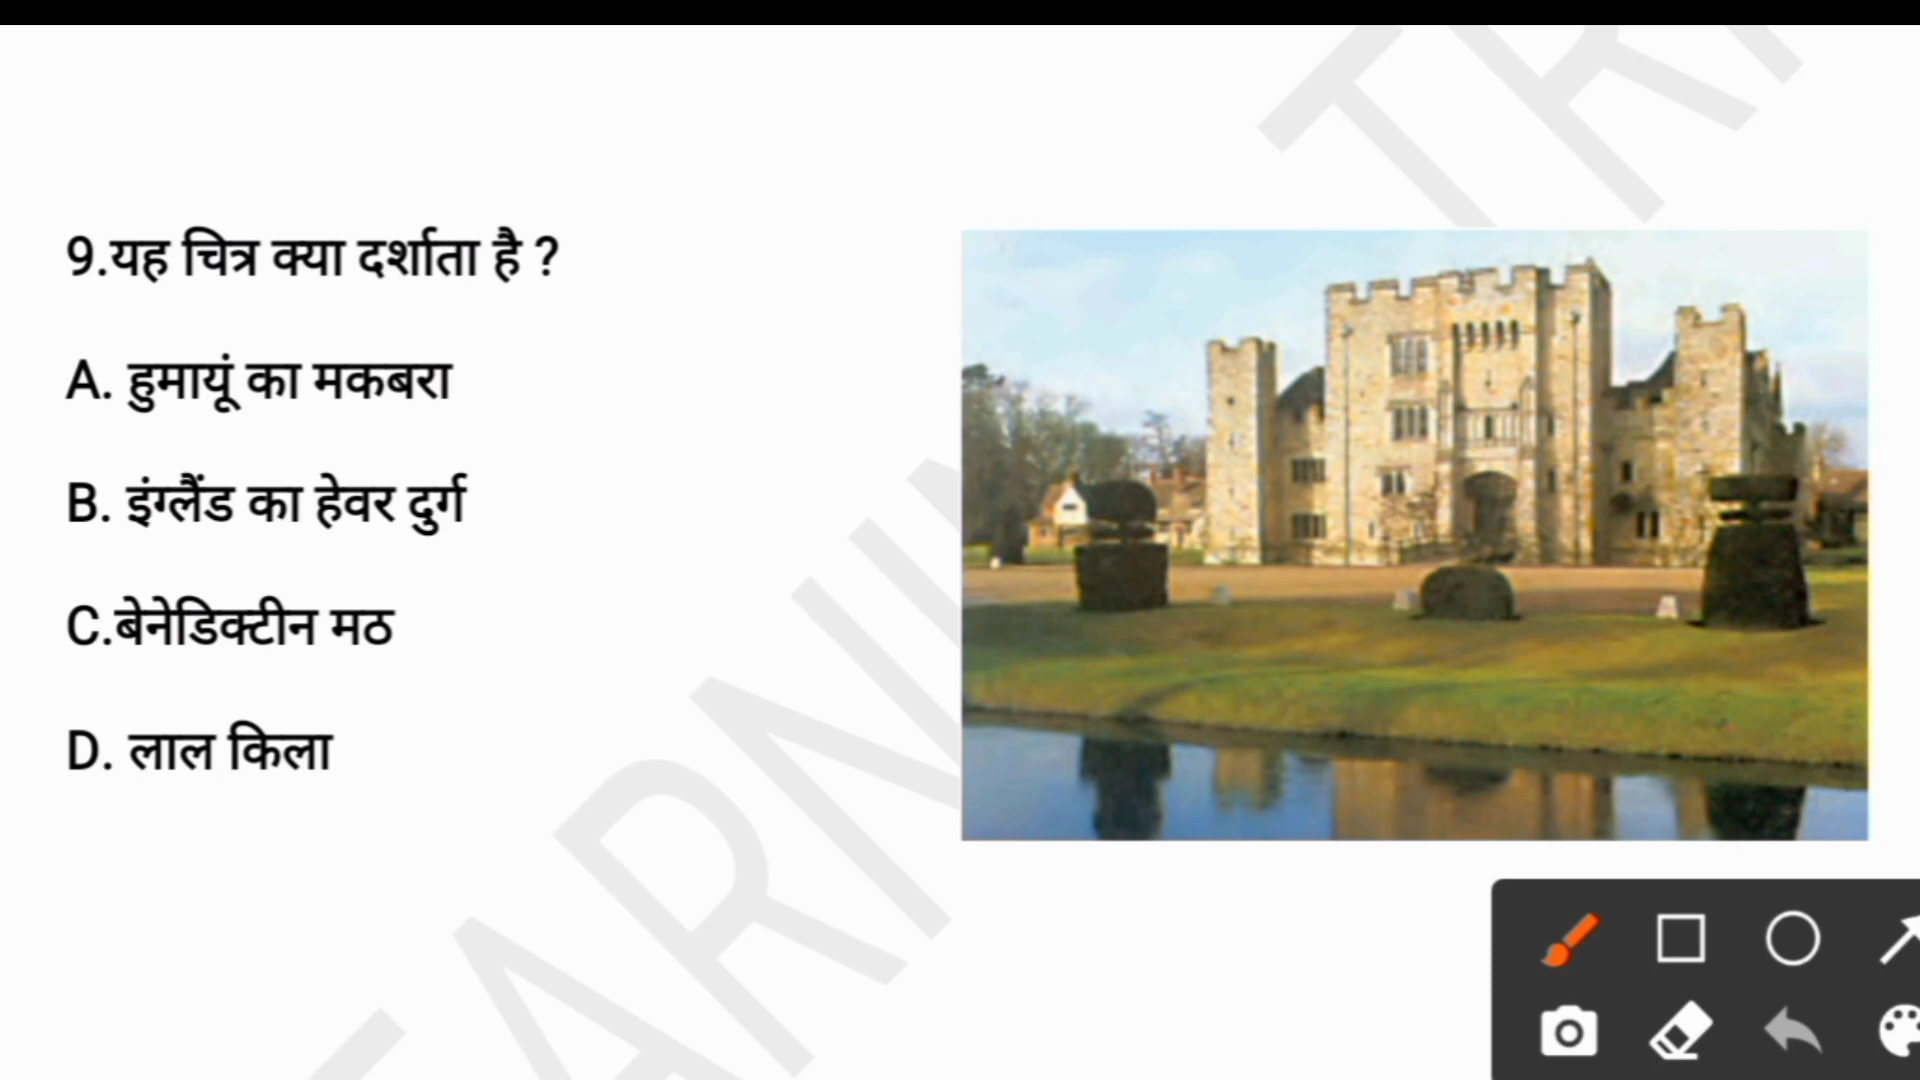 9.यह चित्र क्या दर्शाता है ?
A. हुमायूं का मकबरा
B. इंग्लैंड का हेवर दुर्ग
C.बेनेडिक्टीन मठ
D. लाल किला